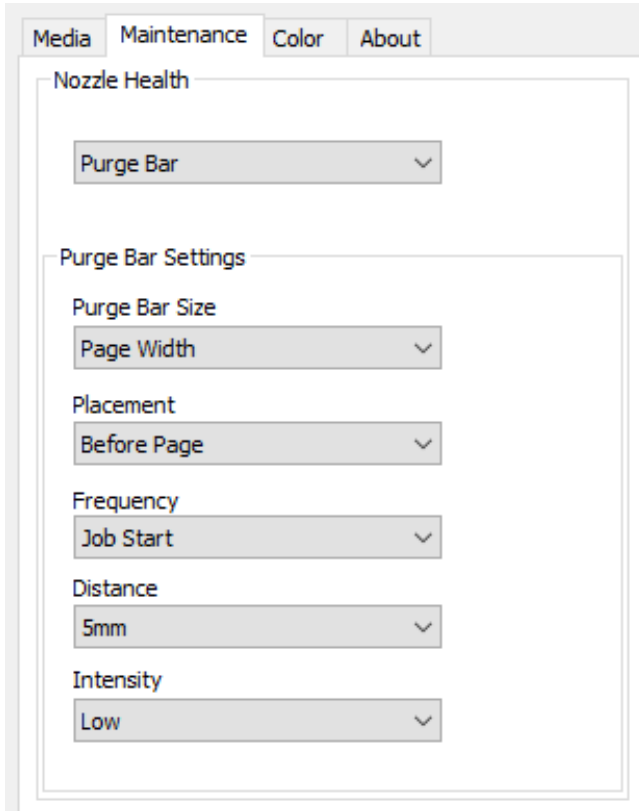 Media Maintenance Color About
Nozzle Health
Purge Bar
Purge Bar Settings
Purge Bar Size
Page Width
Placement
Before Page
Frequency
Job Start
Distance
5mm
Intensity
Low